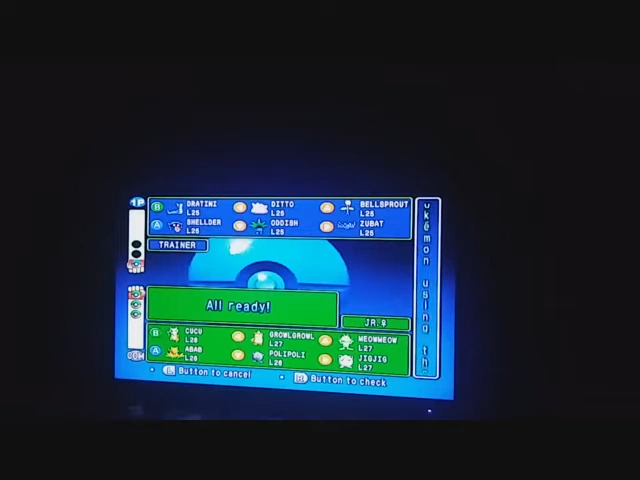 1P
B DRATINI L25
DITTO L26
BELLSPROUT L25
A SHELLDER L25
ODDISH L26
ZUBAT L26
TRAINER
All ready!
JR.9
B CUCU L28
GROWLGROWL L27
MEOWMEOW L27
A ABAB L28
POLIPOLI L26
JIGJIG L27
COM
Button to cancel
Button to check
okémon using th